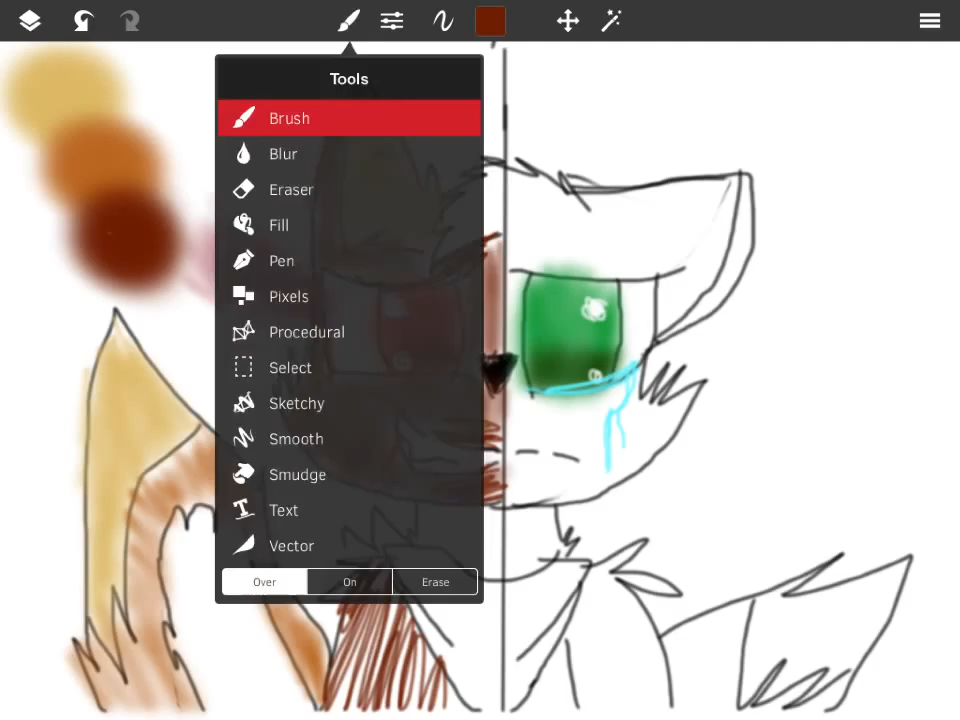 Tools
Brush
Blur
Eraser
Fill
Pen
Pixels
Procedural
Select
Sketchy
Smooth
Smudge
Text
Vector
Over On Erase